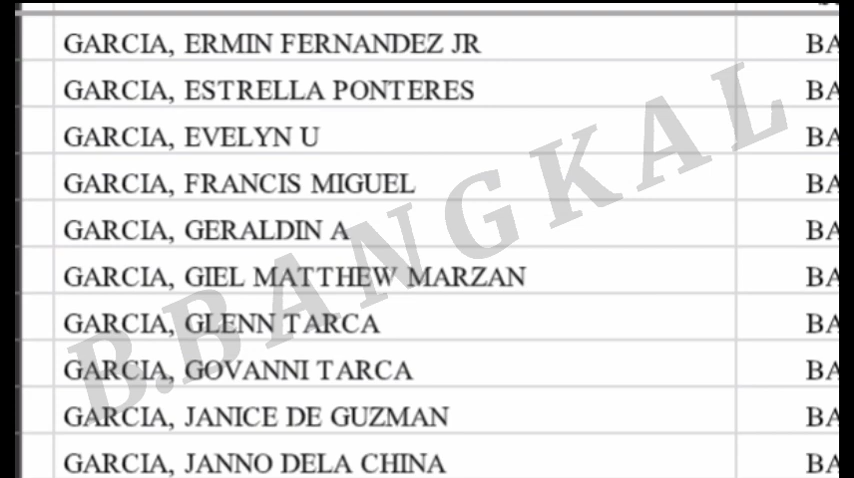 GARCIA, ERMIN FERNANDEZ JR BA
GARCIA, ESTRELLA PONTERES BA
GARCIA, EVELYN U BA
GARCIA, FRANCIS MIGUEL BA
GARCIA, GERALDIN A BA
GARCIA, GIEL MATTHEW MARZAN BA
GARCIA, GLENN TARCA BA
GARCIA, GOVANNI TARCA BA
GARCIA, JANICE DE GUZMAN BA
GARCIA, JANNO DELA CHINA BA
B.BANGKAL